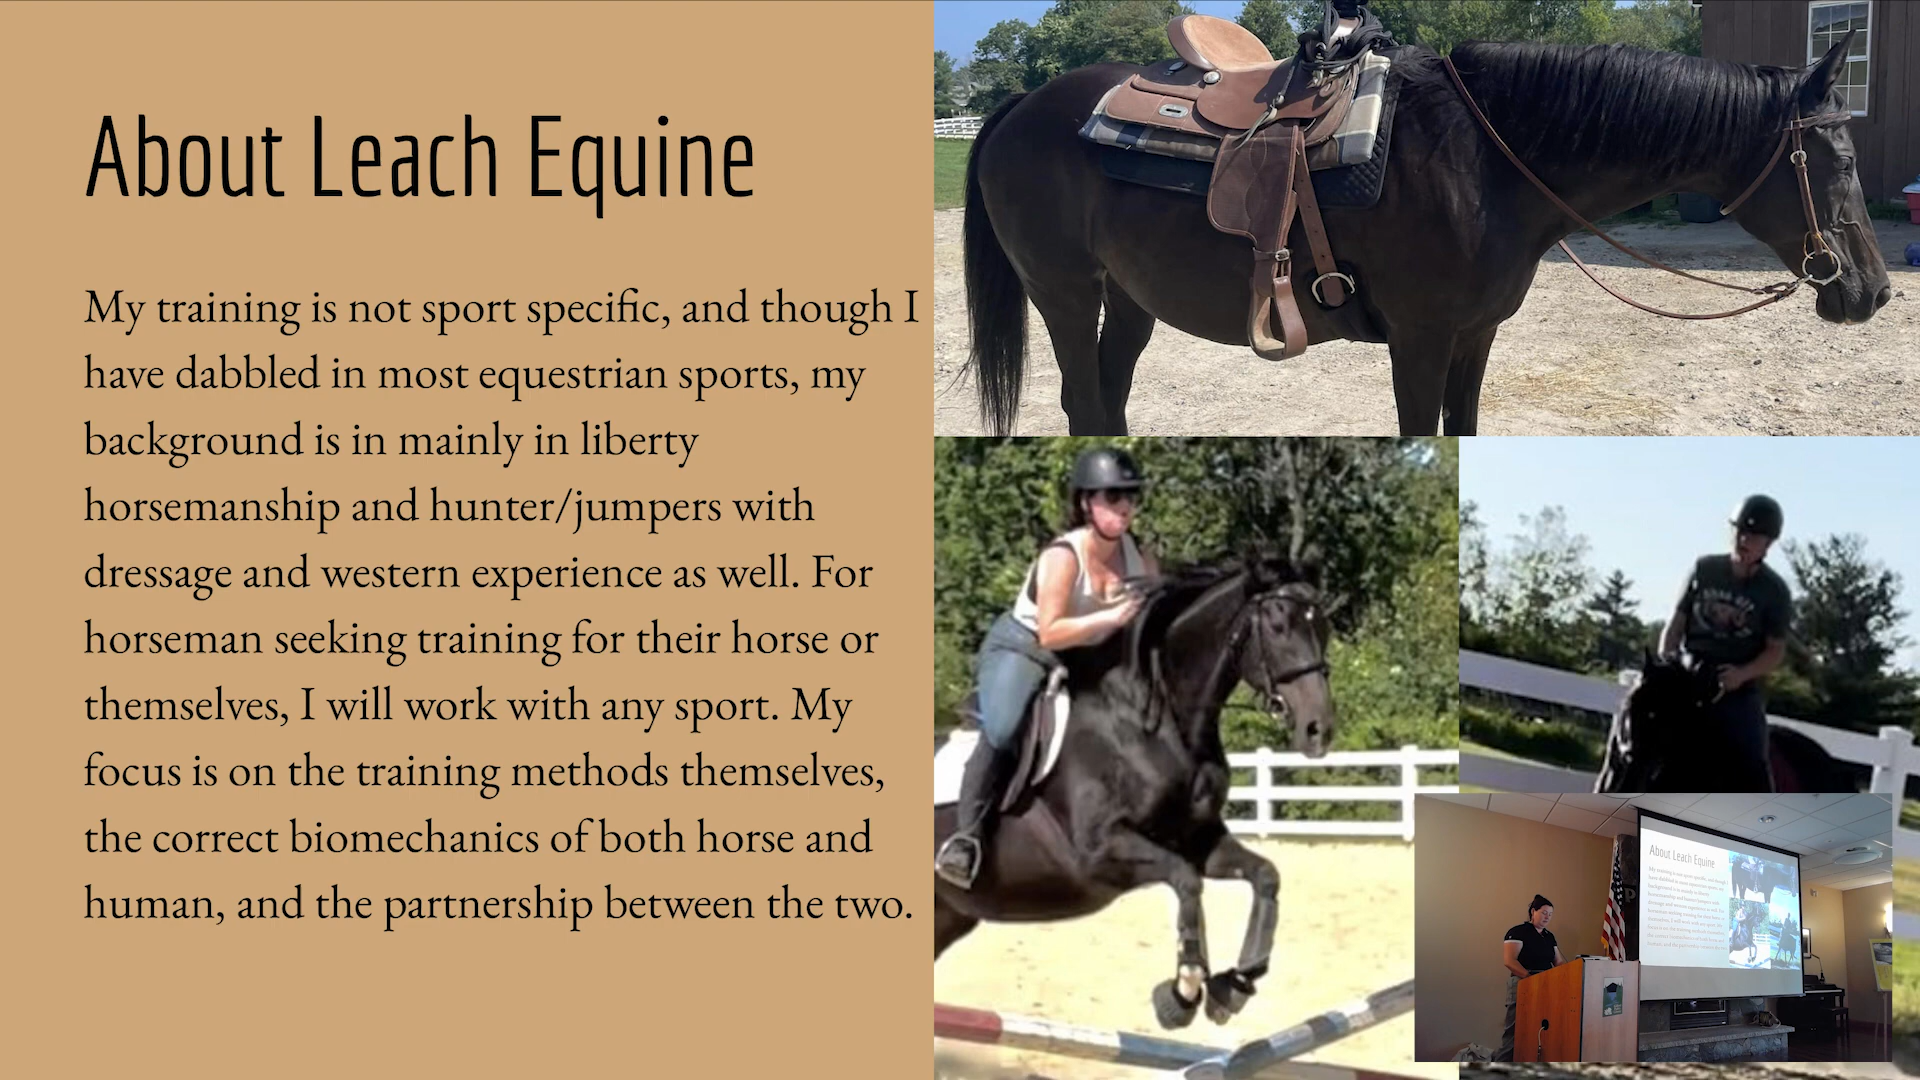 About Leach Equine
My training is not sport specific, and though I
have dabbled in most equestrian sports, my
background is in mainly in liberty
horsemanship and hunter/jumpers with
dressage and western experience as well. For
horseman seeking training for their horse or
themselves, I will work with any sport. My
focus is on the training methods themselves,
the correct biomechanics of both horse and
human, and the partnership between the two.
About Leach Equine